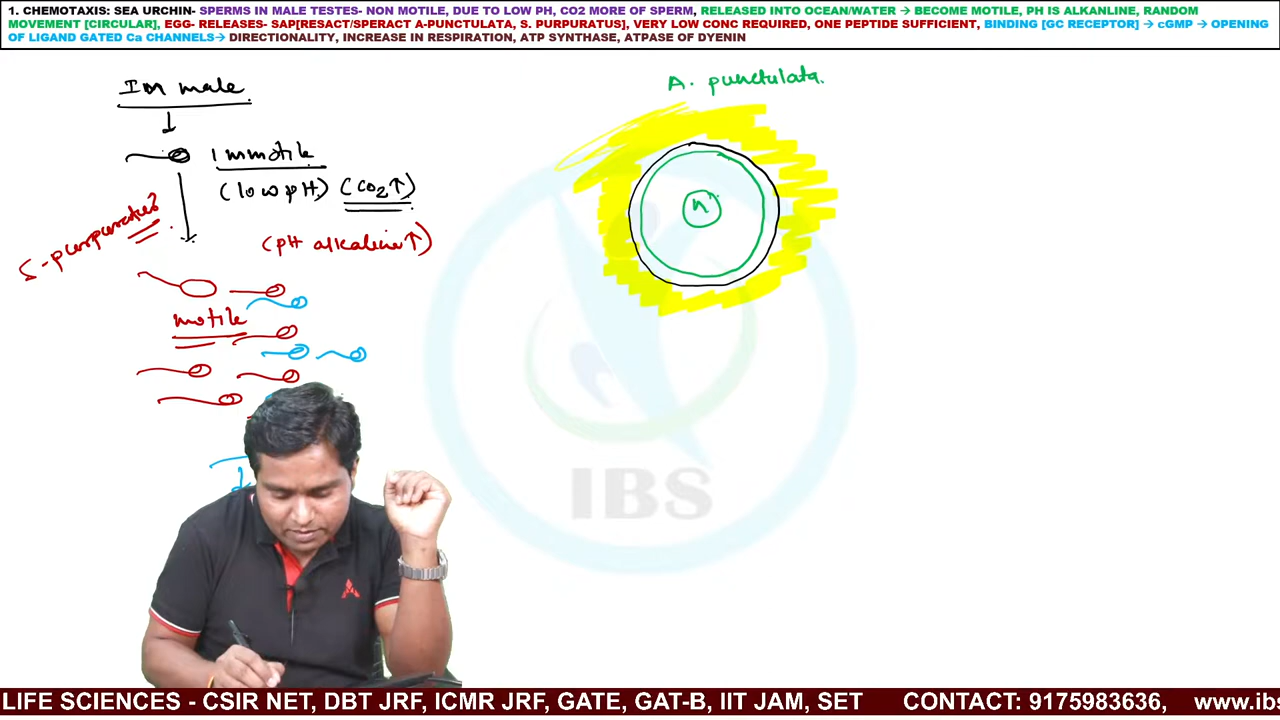 1. CHEMOTAXIS: SEA URCHIN- SPERMS IN MALE TESTES- NON MOTILE, DUE TO LOW PH, CO2 MORE OF SPERM, RELEASED INTO OCEAN/WATER → BECOME MOTILE, PH IS ALKANLINE, RANDOM
MOVEMENT [CIRCULAR], EGG- RELEASES- SAP[RESACT/SPERACT A-PUNCTULATA, S. PURPURATUS], VERY LOW CONC REQUIRED, ONE PEPTIDE SUFFICIENT, BINDING [GC RECEPTOR] → cGMP → OPENING
OF LIGAND GATED Ca CHANNELS→ DIRECTIONALITY, INCREASE IN RESPIRATION, ATP SYNTHASE, ATPASE OF DYENIN
In male
A. punctulata.
Immotile
(low pH) (CO2↑)
S-purpuratus
(pH alkaline↑)
n
motile
IBS
LIFE SCIENCES - CSIR NET, DBT JRF, ICMR JRF, GATE, GAT-B, IIT JAM, SET CONTACT: 9175983636, www.ibs